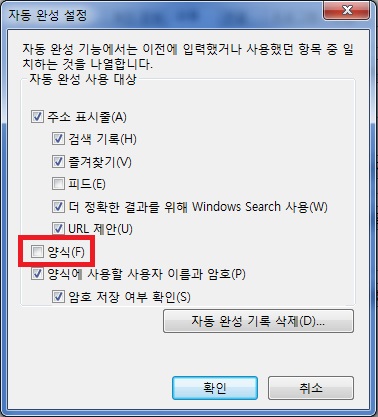 자동 완성 설정
자동 완성 기능에서는 이전에 입력했거나 사용했던 항목 중 일
치하는 것을 나열합니다.
자동 완성 사용 대상
주소 표시줄(A)
검색 기록(H)
즐겨찾기(V)
피드(E)
더 정확한 결과를 위해 Windows Search 사용(W)
URL 제안(U)
양식(F)
양식에 사용할 사용자 이름과 암호(P)
암호 저장 여부 확인(S)
자동 완성 기록 삭제(D)...
확인
취소